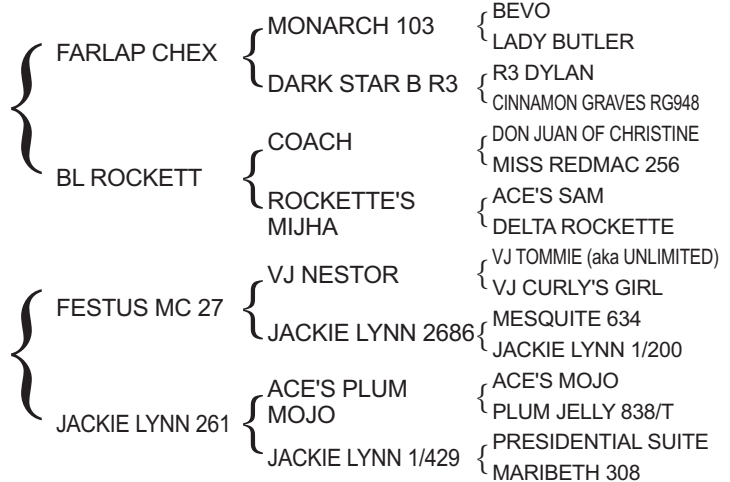 FARLAP CHEX
BL ROCKETT
MONARCH 103
DARK STAR B R3
COACH
ROCKETTE'S
MIJHA
BEVO
LADY BUTLER
R3 DYLAN
CINNAMON GRAVES RG948
DON JUAN OF CHRISTINE
MISS REDMAC 256
ACE'S SAM
DELTA ROCKETTE
FESTUS MC 27
JACKIE LYNN 261
VJ NESTOR
JACKIE LYNN 2686
ACE'S PLUM
MOJO
JACKIE LYNN 1/429
VJ TOMMIE (aka UNLIMITED)
VJ CURLY'S GIRL
MESQUITE 634
JACKIE LYNN 1/200
ACE'S MOJO
PLUM JELLY 838/T
PRESIDENTIAL SUITE
MARIBETH 308